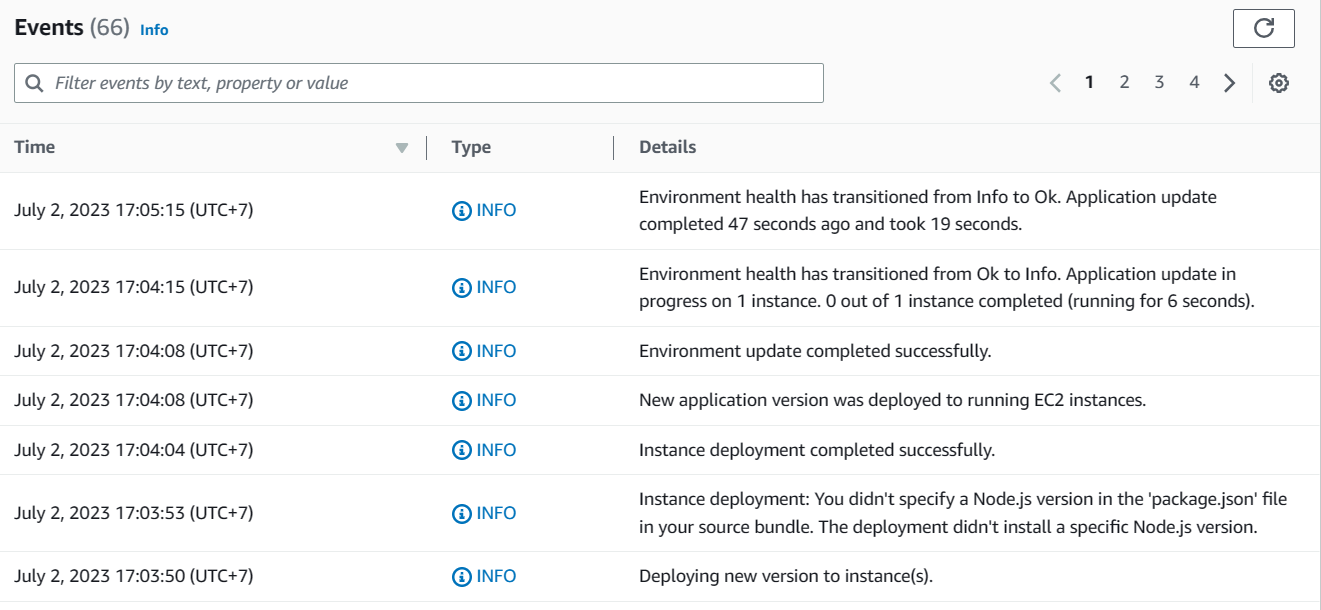 Events (66) Info
Filter events by text, property or value
1 2 3 4
Time Type Details
July 2, 2023 17:05:15 (UTC+7) INFO Environment health has transitioned from Info to Ok. Application update
completed 47 seconds ago and took 19 seconds.
July 2, 2023 17:04:15 (UTC+7) INFO Environment health has transitioned from Ok to Info. Application update in
progress on 1 instance. 0 out of 1 instance completed (running for 6 seconds).
July 2, 2023 17:04:08 (UTC+7) INFO Environment update completed successfully.
July 2, 2023 17:04:08 (UTC+7) INFO New application version was deployed to running EC2 instances.
July 2, 2023 17:04:04 (UTC+7) INFO Instance deployment completed successfully.
July 2, 2023 17:03:53 (UTC+7) INFO Instance deployment: You didn't specify a Node.js version in the 'package.json' file
in your source bundle. The deployment didn't install a specific Node.js version.
July 2, 2023 17:03:50 (UTC+7) INFO Deploying new version to instance(s).